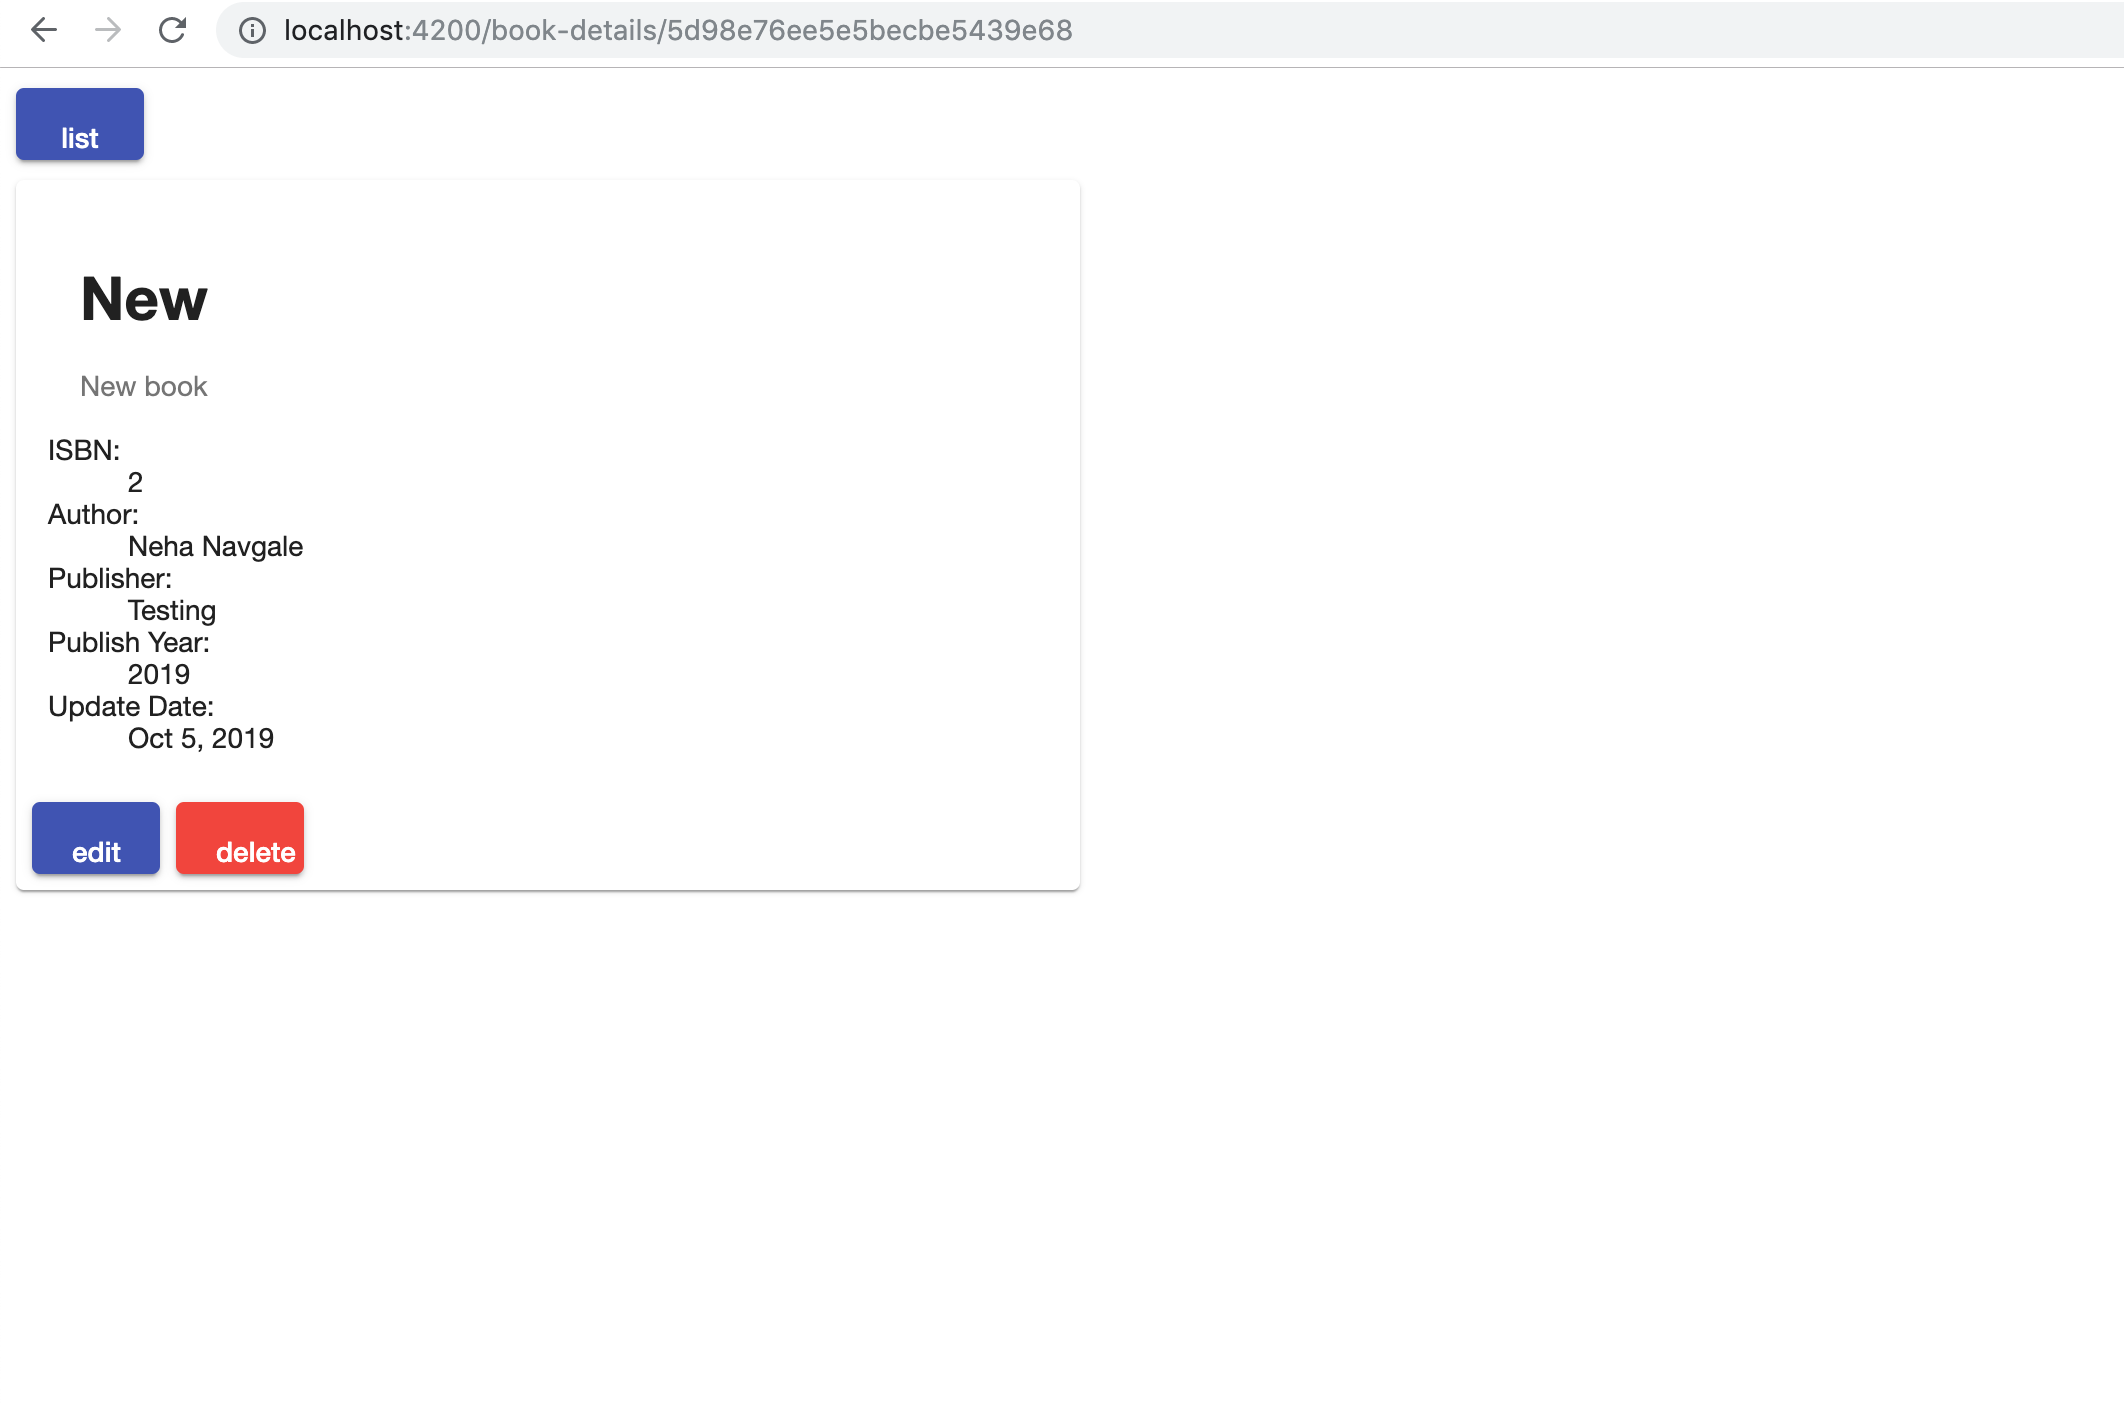 localhost:4200/book-details/5d98e76ee5e5becbe5439e68
list
New
New book
ISBN:
2
Author:
Neha Navgale
Publisher:
Testing
Publish Year:
2019
Update Date:
Oct 5, 2019
edit delete